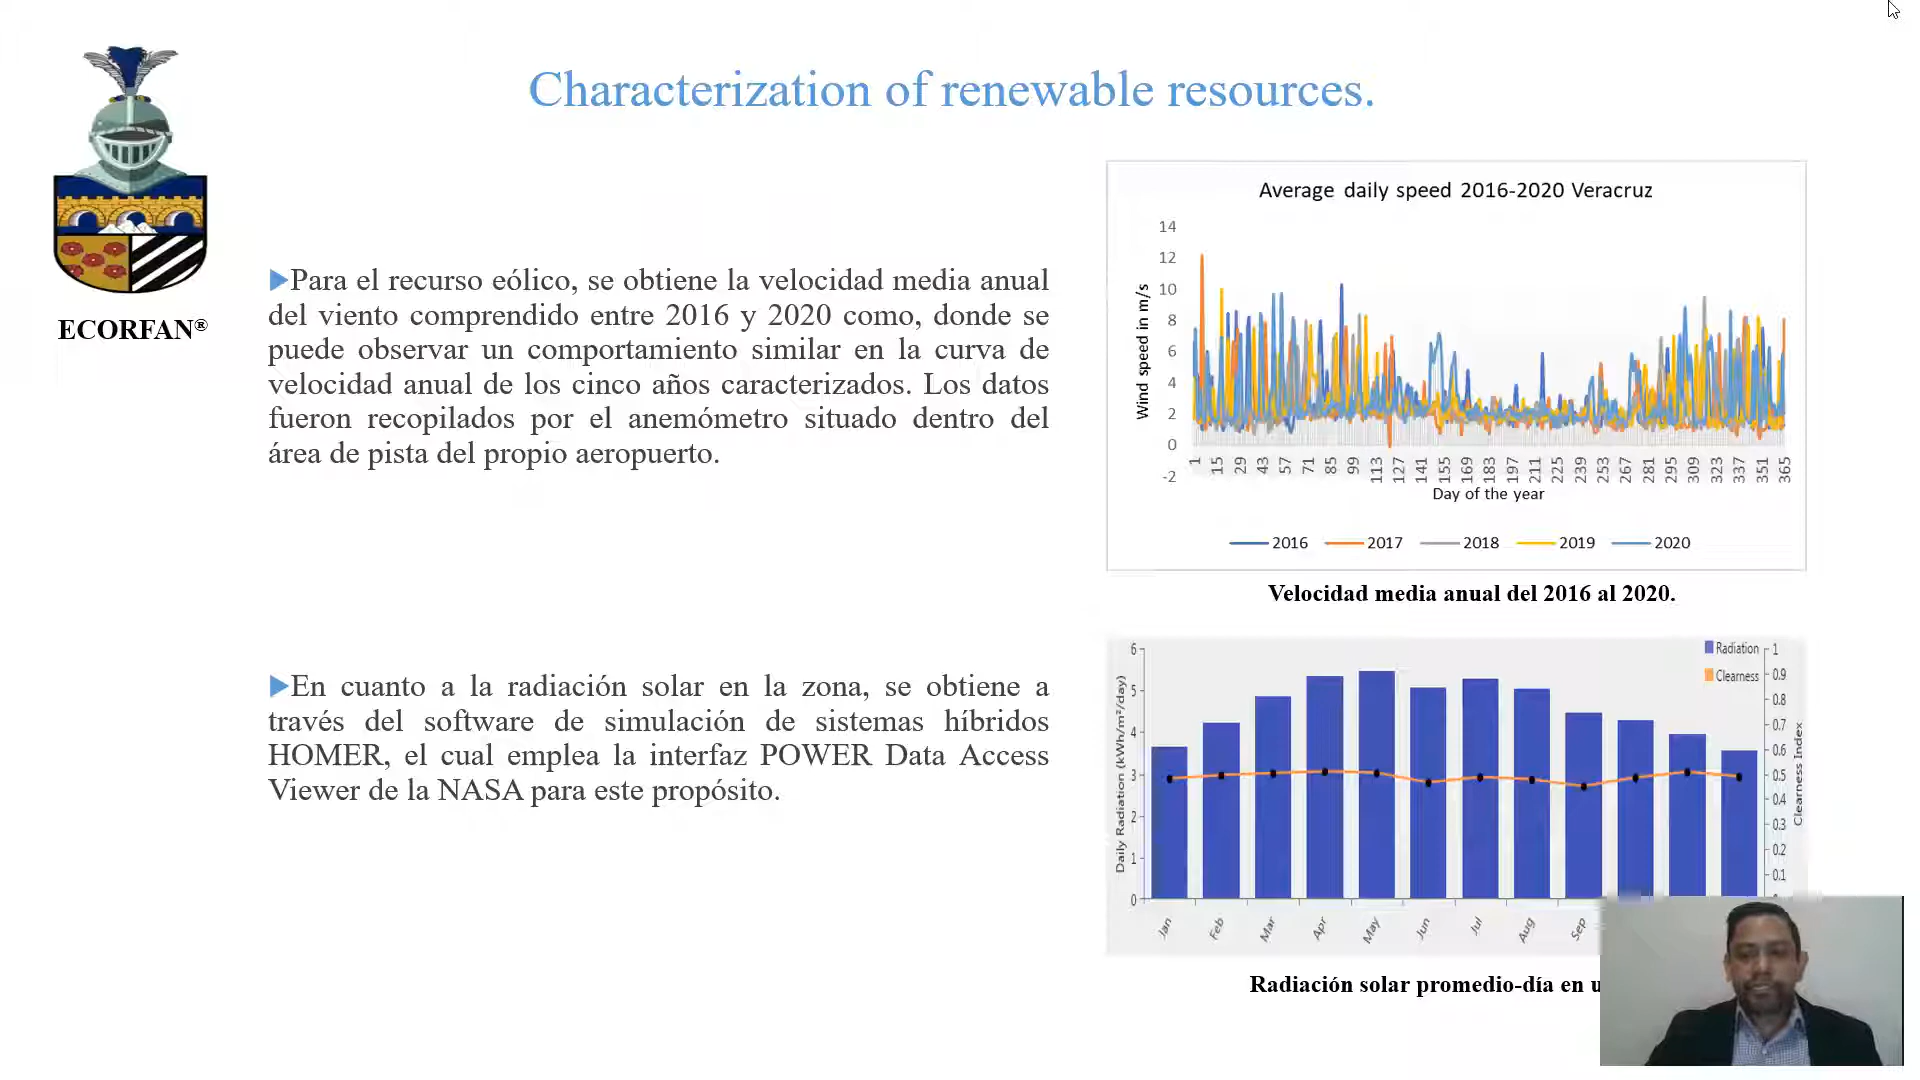 Characterization of renewable resources.
ECORFAN®
Para el recurso eólico, se obtiene la velocidad media anual
del viento comprendido entre 2016 y 2020 como, donde se
puede observar un comportamiento similar en la curva de
velocidad anual de los cinco años caracterizados. Los datos
fueron recopilados por el anemómetro situado dentro del
área de pista del propio aeropuerto.
En cuanto a la radiación solar en la zona, se obtiene a
través del software de simulación de sistemas híbridos
HOMER, el cual emplea la interfaz POWER Data Access
Viewer de la NASA para este propósito.
Average daily speed 2016-2020 Veracruz
Wind speed in m/s
14
12
10
8
6
4
2
0
-2
1 15 29 43 57 71 85 99 113 127 141 155 169 183 197 211 225 239 253 267 281 295 309 323 337 351 365
Day of the year
2016 2017 2018 2019 2020
Velocidad media anual del 2016 al 2020.
Radiation
Clearness
Daily Radiation (kWh/m²/day)
6
5
4
3
2
1
0
Clearness Index
1
0.9
0.8
0.7
0.6
0.5
0.4
0.3
0.2
0.1
Jan Feb Mar Apr May Jun Jul Aug Sep
Radiación solar promedio-día en